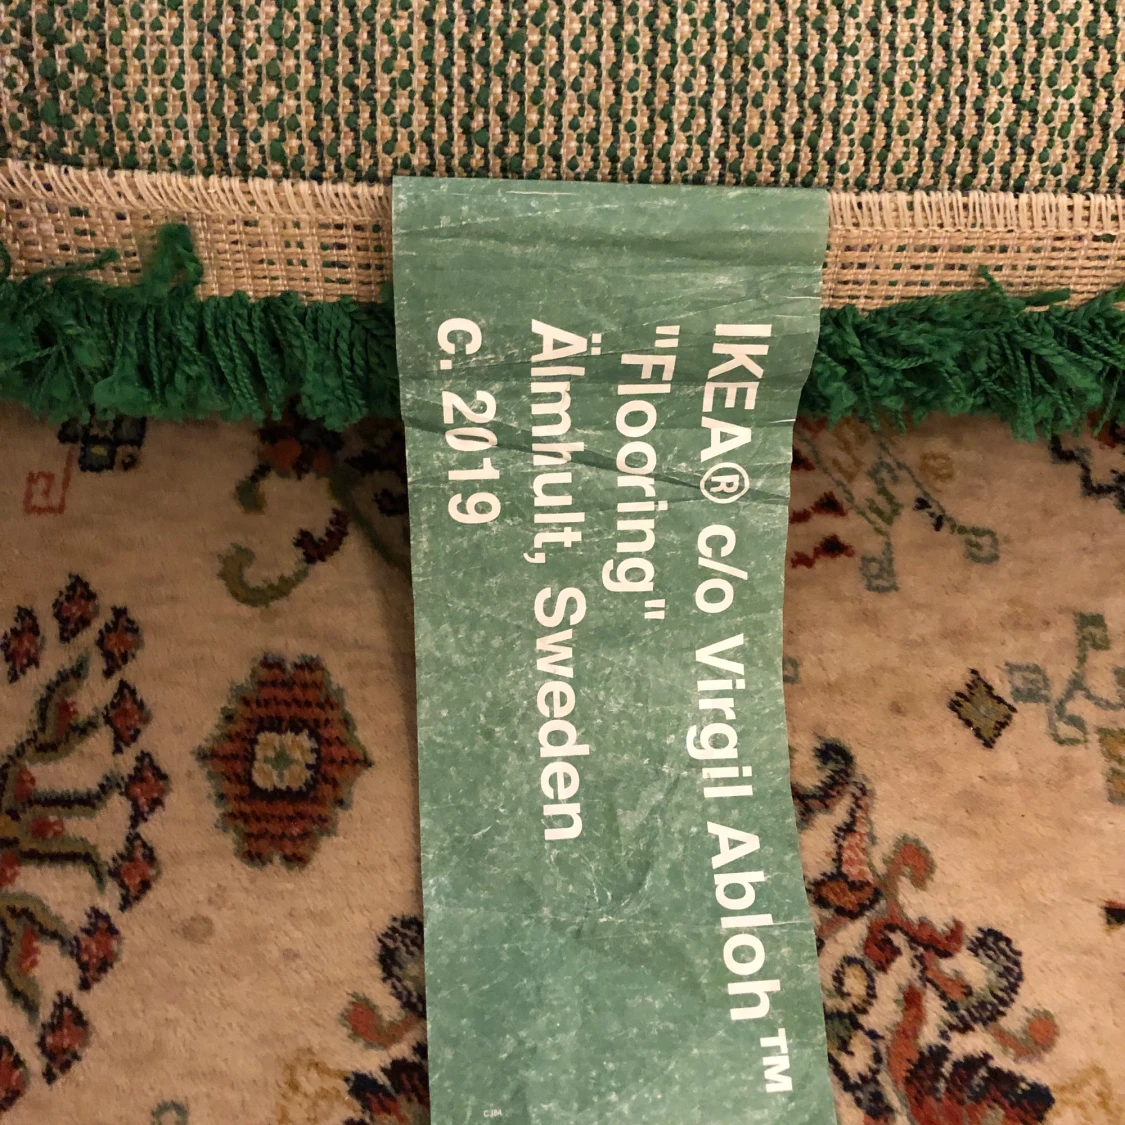 IKEA® c/o Virgil Abloh™
"Flooring"
Älmhult, Sweden
c. 2019